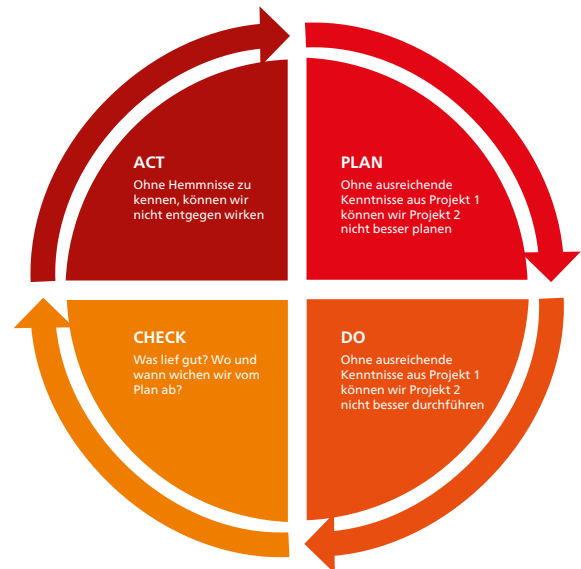 ACT
Ohne Hemmnisse zu
kennen, können wir
nicht entgegen wirken
PLAN
Ohne ausreichende
Kenntnisse aus Projekt 1
können wir Projekt 2
nicht besser planen
CHECK
Was lief gut? Wo und
wann wichen wir vom
Plan ab?
DO
Ohne ausreichende
Kenntnisse aus Projekt 1
können wir Projekt 2
nicht besser durchführen